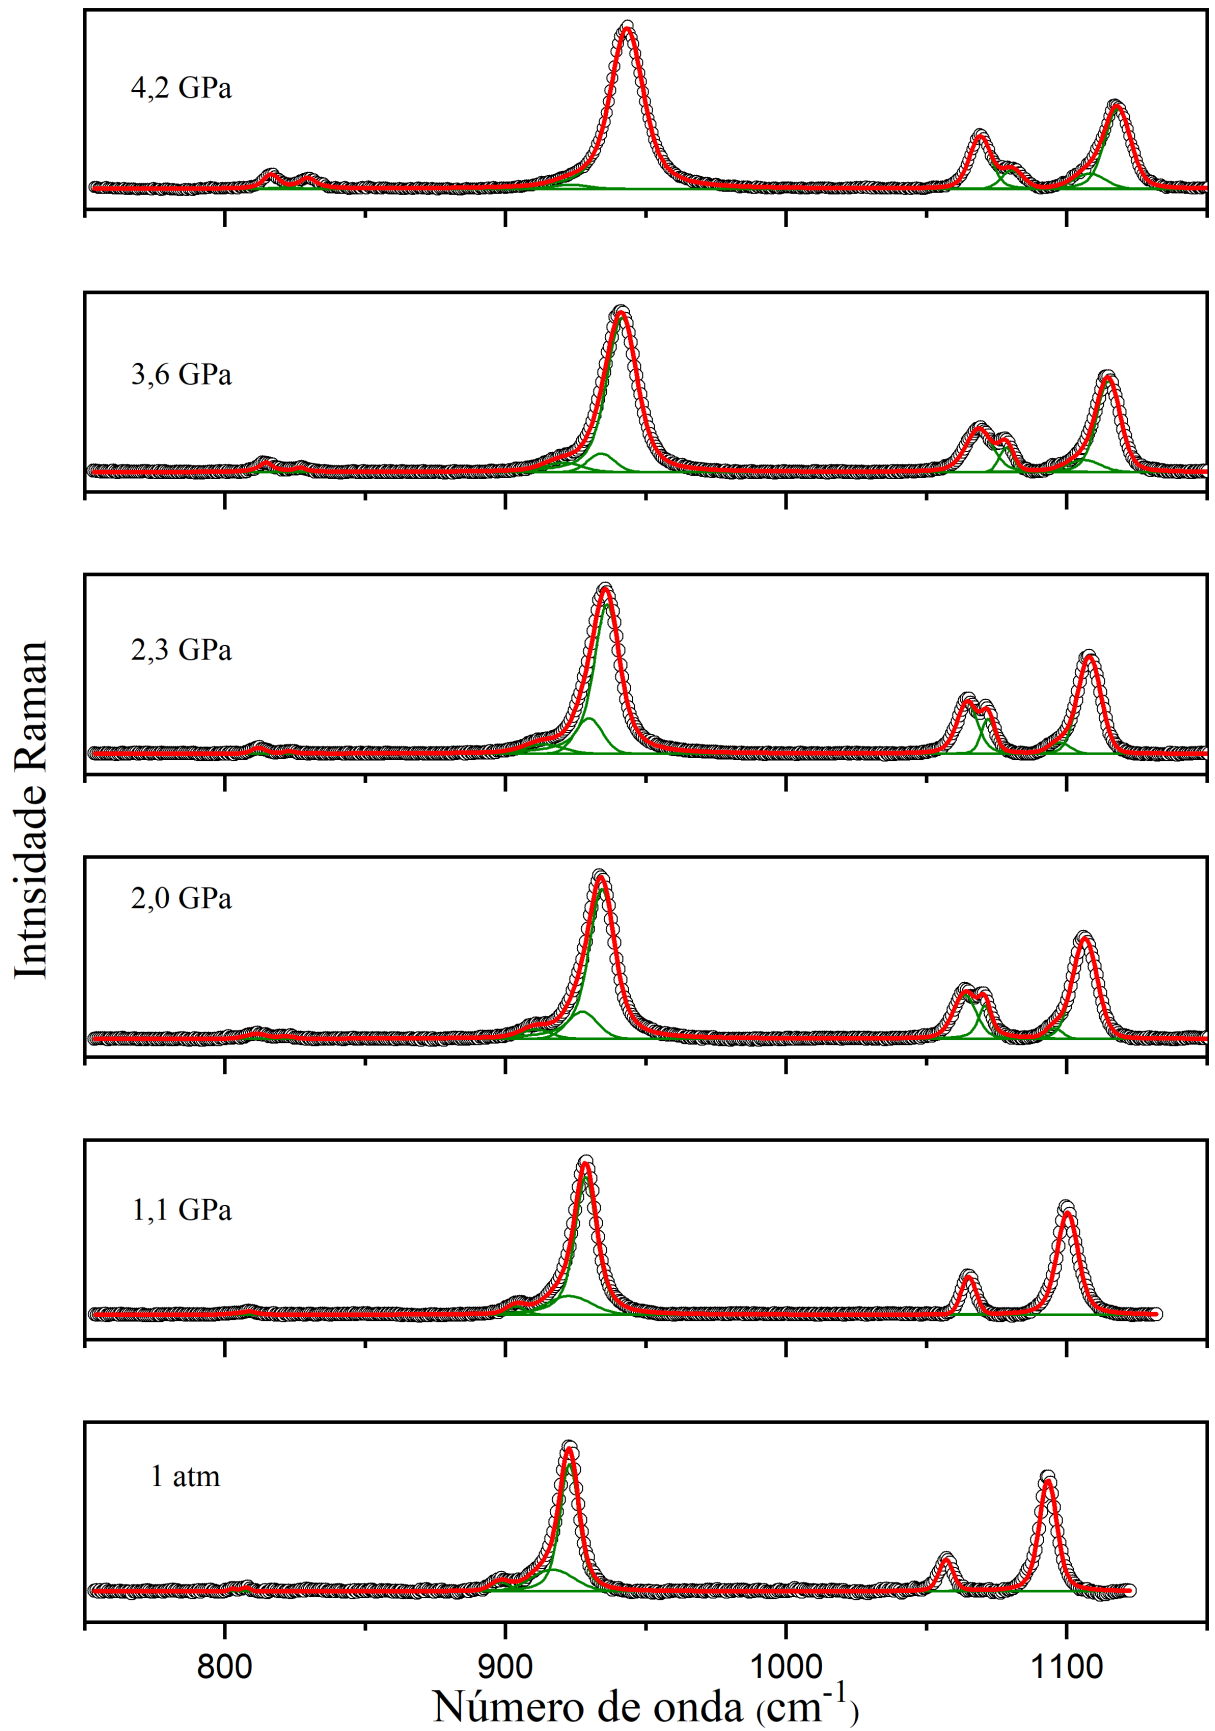 4,2 GPa
3,6 GPa
2,3 GPa
2,0 GPa
1,1 GPa
1 atm
Intnsidade Raman
800 900 1000 1100
Número de onda (cm⁻¹)